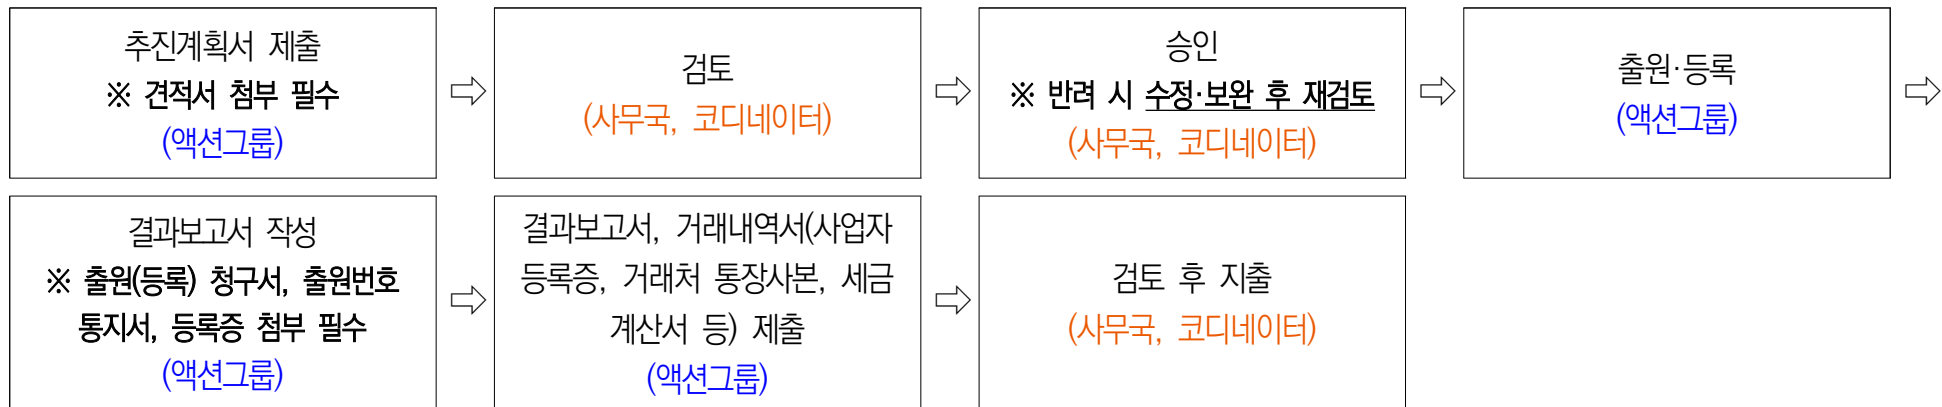 추진계획서 제출
※ 견적서 첨부 필수
(액션그룹)
⇨
검토
(사무국, 코디네이터)
⇨
승인
※ 반려 시 수정·보완 후 재검토
(사무국, 코디네이터)
⇨
출원·등록
(액션그룹)
⇨
결과보고서 작성
※ 출원(등록) 청구서, 출원번호
통지서, 등록증 첨부 필수
(액션그룹)
⇨
결과보고서, 거래내역서(사업자
등록증, 거래처 통장사본, 세금
계산서 등) 제출
(액션그룹)
⇨
검토 후 지출
(사무국, 코디네이터)